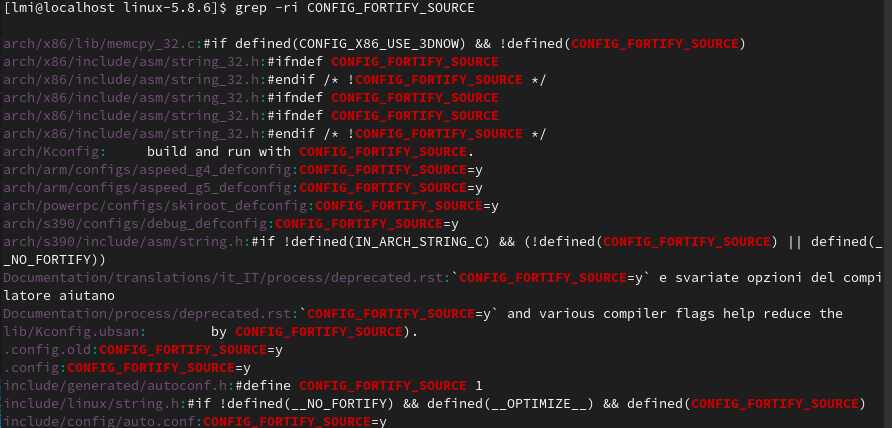 [lmi@localhost linux-5.8.6]$ grep -ri CONFIG_FORTIFY_SOURCE
arch/x86/lib/memcpy_32.c:#if defined(CONFIG_X86_USE_3DNOW) && !defined(CONFIG_FORTIFY_SOURCE)
arch/x86/include/asm/string_32.h:#ifndef CONFIG_FORTIFY_SOURCE
arch/x86/include/asm/string_32.h:#endif /* !CONFIG_FORTIFY_SOURCE */
arch/x86/include/asm/string_32.h:#ifndef CONFIG_FORTIFY_SOURCE
arch/x86/include/asm/string_32.h:#ifndef CONFIG_FORTIFY_SOURCE
arch/x86/include/asm/string_32.h:#endif /* !CONFIG_FORTIFY_SOURCE */
arch/Kconfig:     build and run with CONFIG_FORTIFY_SOURCE.
arch/arm/configs/aspeed_g4_defconfig:CONFIG_FORTIFY_SOURCE=y
arch/arm/configs/aspeed_g5_defconfig:CONFIG_FORTIFY_SOURCE=y
arch/powerpc/configs/skiroot_defconfig:CONFIG_FORTIFY_SOURCE=y
arch/s390/configs/debug_defconfig:CONFIG_FORTIFY_SOURCE=y
arch/s390/include/asm/string.h:#if !defined(IN_ARCH_STRING_C) && (!defined(CONFIG_FORTIFY_SOURCE) || defined(_
_NO_FORTIFY))
Documentation/translations/it_IT/process/deprecated.rst:`CONFIG_FORTIFY_SOURCE=y` e svariate opzioni del compi
latore aiutano
Documentation/process/deprecated.rst:`CONFIG_FORTIFY_SOURCE=y` and various compiler flags help reduce the
lib/Kconfig.ubsan:        by CONFIG_FORTIFY_SOURCE).
.config.old:CONFIG_FORTIFY_SOURCE=y
.config:CONFIG_FORTIFY_SOURCE=y
include/generated/autoconf.h:#define CONFIG_FORTIFY_SOURCE 1
include/linux/string.h:#if !defined(__NO_FORTIFY) && defined(__OPTIMIZE__) && defined(CONFIG_FORTIFY_SOURCE)
include/config/auto.conf:CONFIG_FORTIFY_SOURCE=y